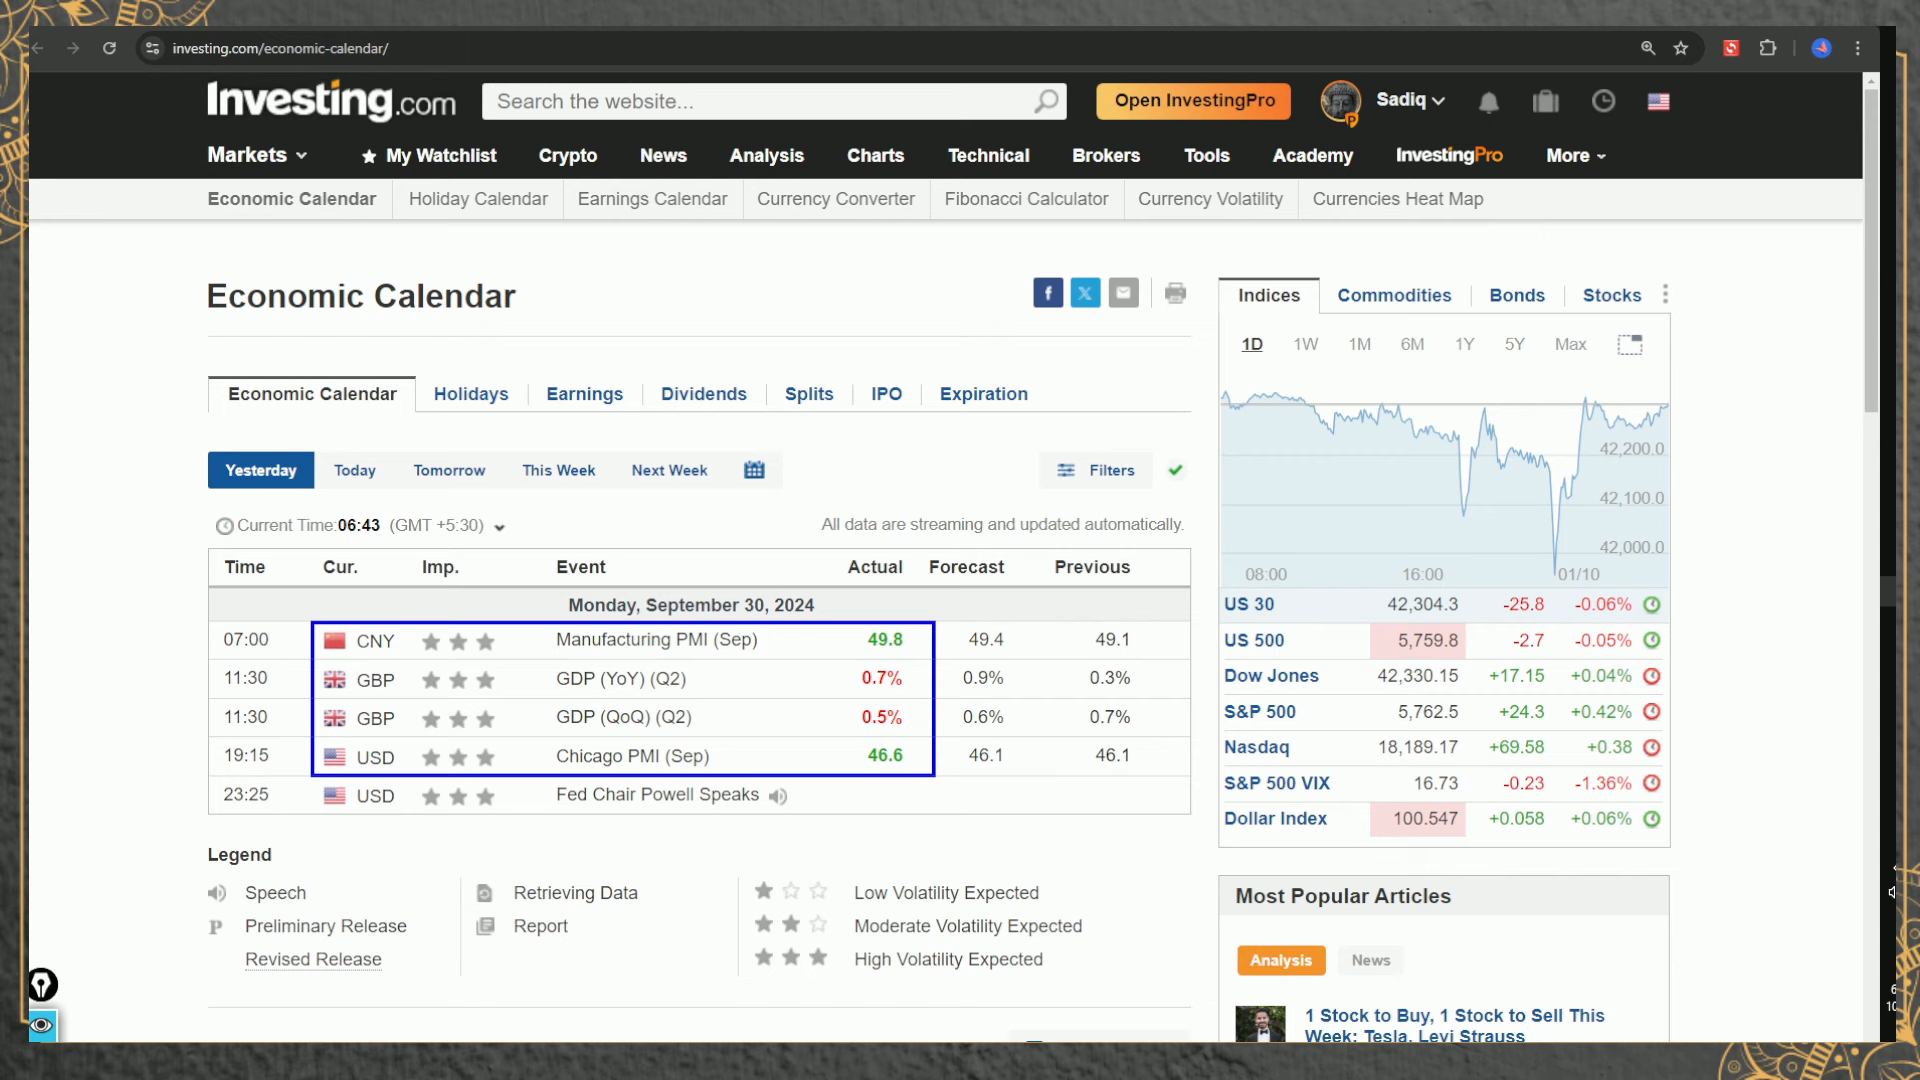 investing.com/economic-calendar/
Investing.com
Search the website...
Open InvestingPro
Sadiq
Markets
My Watchlist
Crypto
News
Analysis
Charts
Technical
Brokers
Tools
Academy
InvestingPro
More
Economic Calendar
Holiday Calendar
Earnings Calendar
Currency Converter
Fibonacci Calculator
Currency Volatility
Currencies Heat Map
Economic Calendar
Economic Calendar
Holidays
Earnings
Dividends
Splits
IPO
Expiration
Yesterday
Today
Tomorrow
This Week
Next Week
Filters
Current Time:06:43 (GMT +5:30)
All data are streaming and updated automatically.
Time Cur. Imp. Event Actual Forecast Previous
Monday, September 30, 2024
07:00 CNY Manufacturing PMI (Sep) 49.8 49.4 49.1
11:30 GBP GDP (YoY) (Q2) 0.7% 0.9% 0.3%
11:30 GBP GDP (QoQ) (Q2) 0.5% 0.6% 0.7%
19:15 USD Chicago PMI (Sep) 46.6 46.1 46.1
23:25 USD Fed Chair Powell Speaks
Legend
Speech
Preliminary Release
Revised Release
Retrieving Data
Report
Low Volatility Expected
Moderate Volatility Expected
High Volatility Expected
Indices
Commodities
Bonds
Stocks
1D 1W 1M 6M 1Y 5Y Max
42,200.0
42,100.0
42,000.0
08:00 16:00 01/10
US 30 42,304.3 -25.8 -0.06%
US 500 5,759.8 -2.7 -0.05%
Dow Jones 42,330.15 +17.15 +0.04%
S&P 500 5,762.5 +24.3 +0.42%
Nasdaq 18,189.17 +69.58 +0.38
S&P 500 VIX 16.73 -0.23 -1.36%
Dollar Index 100.547 +0.058 +0.06%
Most Popular Articles
Analysis
News
1 Stock to Buy, 1 Stock to Sell This
Week: Tesla, Levi Strauss